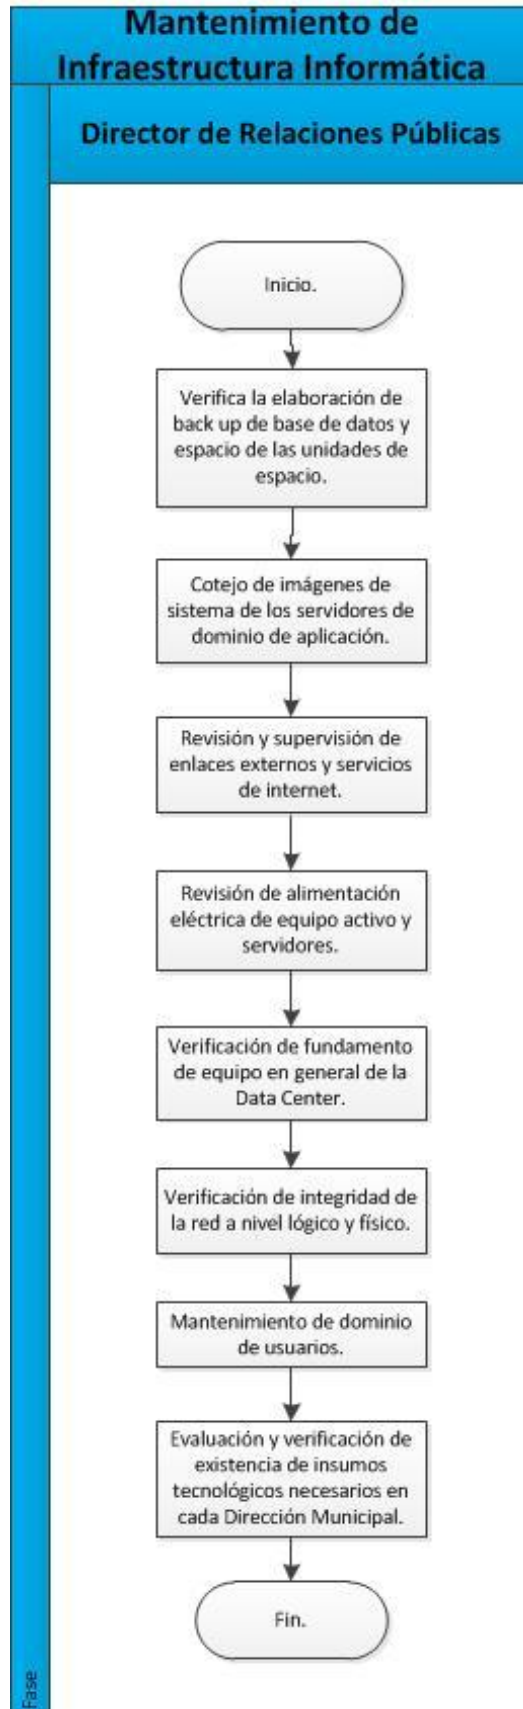 Mantenimiento de
Infraestructura Informática
Director de Relaciones Públicas
Inicio.
Verifica la elaboración de
back up de base de datos y
espacio de las unidades de
espacio.
Cotejo de imágenes de
sistema de los servidores de
dominio de aplicación.
Revisión y supervisión de
enlaces externos y servicios
de internet.
Revisión de alimentación
eléctrica de equipo activo y
servidores.
Verificación de fundamento
de equipo en general de la
Data Center.
Verificación de integridad de
la red a nivel lógico y físico.
Mantenimiento de dominio
de usuarios.
Evaluación y verificación de
existencia de insumos
tecnológicos necesarios en
cada Dirección Municipal.
Fin.
Fase